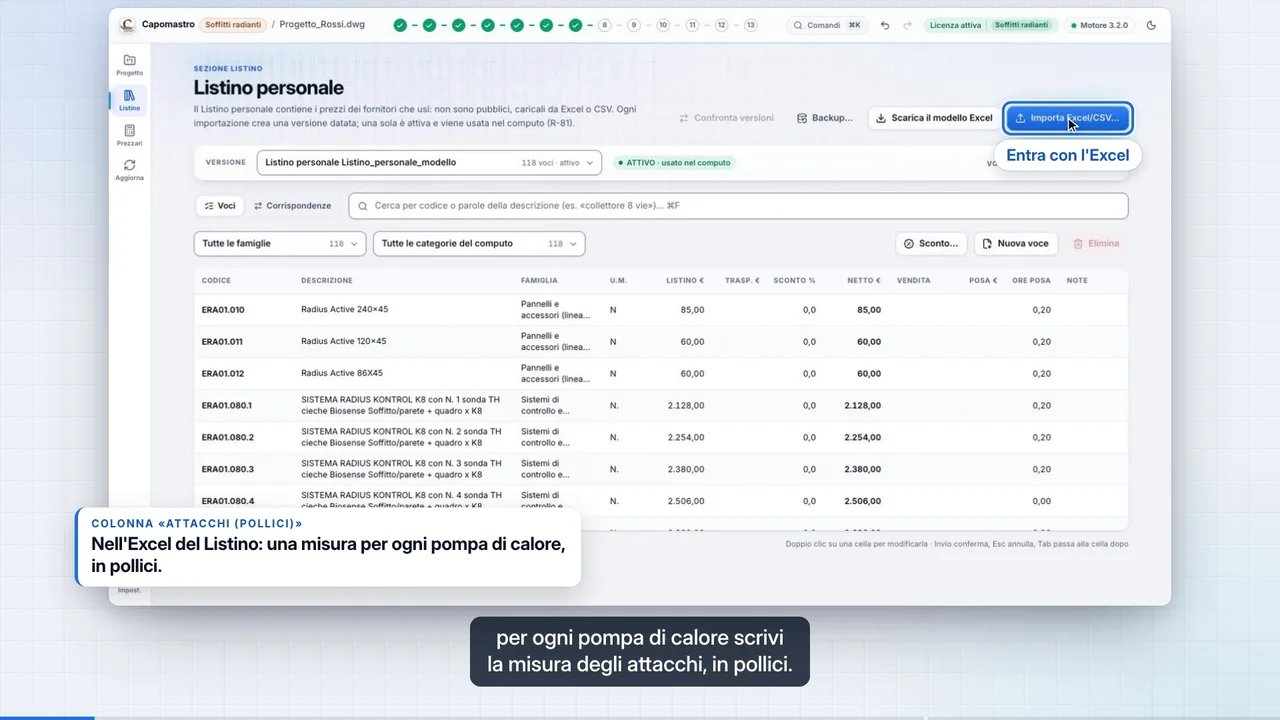 Capomastro Soffitti radianti / Progetto_Rossi.dwg 8 9 10 11 12 13 Comandi ⌘K Licenza attiva Soffitti radianti Motore 3.2.0
Progetto
Listino
Prezzari
Aggiorna
Impost.
SEZIONE LISTINO
Listino personale
Il Listino personale contiene i prezzi dei fornitori che usi: non sono pubblici, caricali da Excel o CSV. Ogni
importazione crea una versione datata; una sola è attiva e viene usata nel computo (R-81).
Confronta versioni Backup... Scarica il modello Excel Importa Excel/CSV...
Entra con l'Excel
VERSIONE Listino personale Listino_personale_modello 118 voci · attivo ATTIVO · usato nel computo
Voci Corrispondenze Cerca per codice o parole della descrizione (es. «collettore 8 vie»)... ⌘F
Tutte le famiglie 118 Tutte le categorie del computo 118 Sconto... Nuova voce Elimina
CODICE DESCRIZIONE FAMIGLIA U.M. LISTINO € TRASP. € SCONTO % NETTO € VENDITA POSA € ORE POSA NOTE
ERA01.010 Radius Active 240x45 Pannelli e accessori (linea... N 85,00 0,0 85,00 0,20
ERA01.011 Radius Active 120x45 Pannelli e accessori (linea... N 60,00 0,0 60,00 0,20
ERA01.012 Radius Active 86X45 Pannelli e accessori (linea... N 60,00 0,0 60,00 0,20
ERA01.080.1 SISTEMA RADIUS KONTROL K8 con N. 1 sonda TH cieche Biosense Soffitto/parete + quadro x K8 Sistemi di controllo e... N. 2.128,00 0,0 2.128,00 0,20
ERA01.080.2 SISTEMA RADIUS KONTROL K8 con N. 2 sonda TH cieche Biosense Soffitto/parete + quadro x K8 Sistemi di controllo e... N. 2.254,00 0,0 2.254,00 0,20
ERA01.080.3 SISTEMA RADIUS KONTROL K8 con N. 3 sonda TH cieche Biosense Soffitto/parete + quadro x K8 Sistemi di controllo e... N. 2.380,00 0,0 2.380,00 0,20
ERA01.080.4 SISTEMA RADIUS KONTROL K8 con N. 4 sonda TH cieche Biosense Soffitto/parete + quadro x K8 Sistemi di controllo e... N. 2.506,00 0,0 2.506,00 0,00
Doppio clic su una cella per modificarla · Invio conferma, Esc annulla, Tab passa alla cella dopo
COLONNA «ATTACCHI (POLLICI)»
Nell'Excel del Listino: una misura per ogni pompa di calore,
in pollici.
per ogni pompa di calore scrivi
la misura degli attacchi, in pollici.